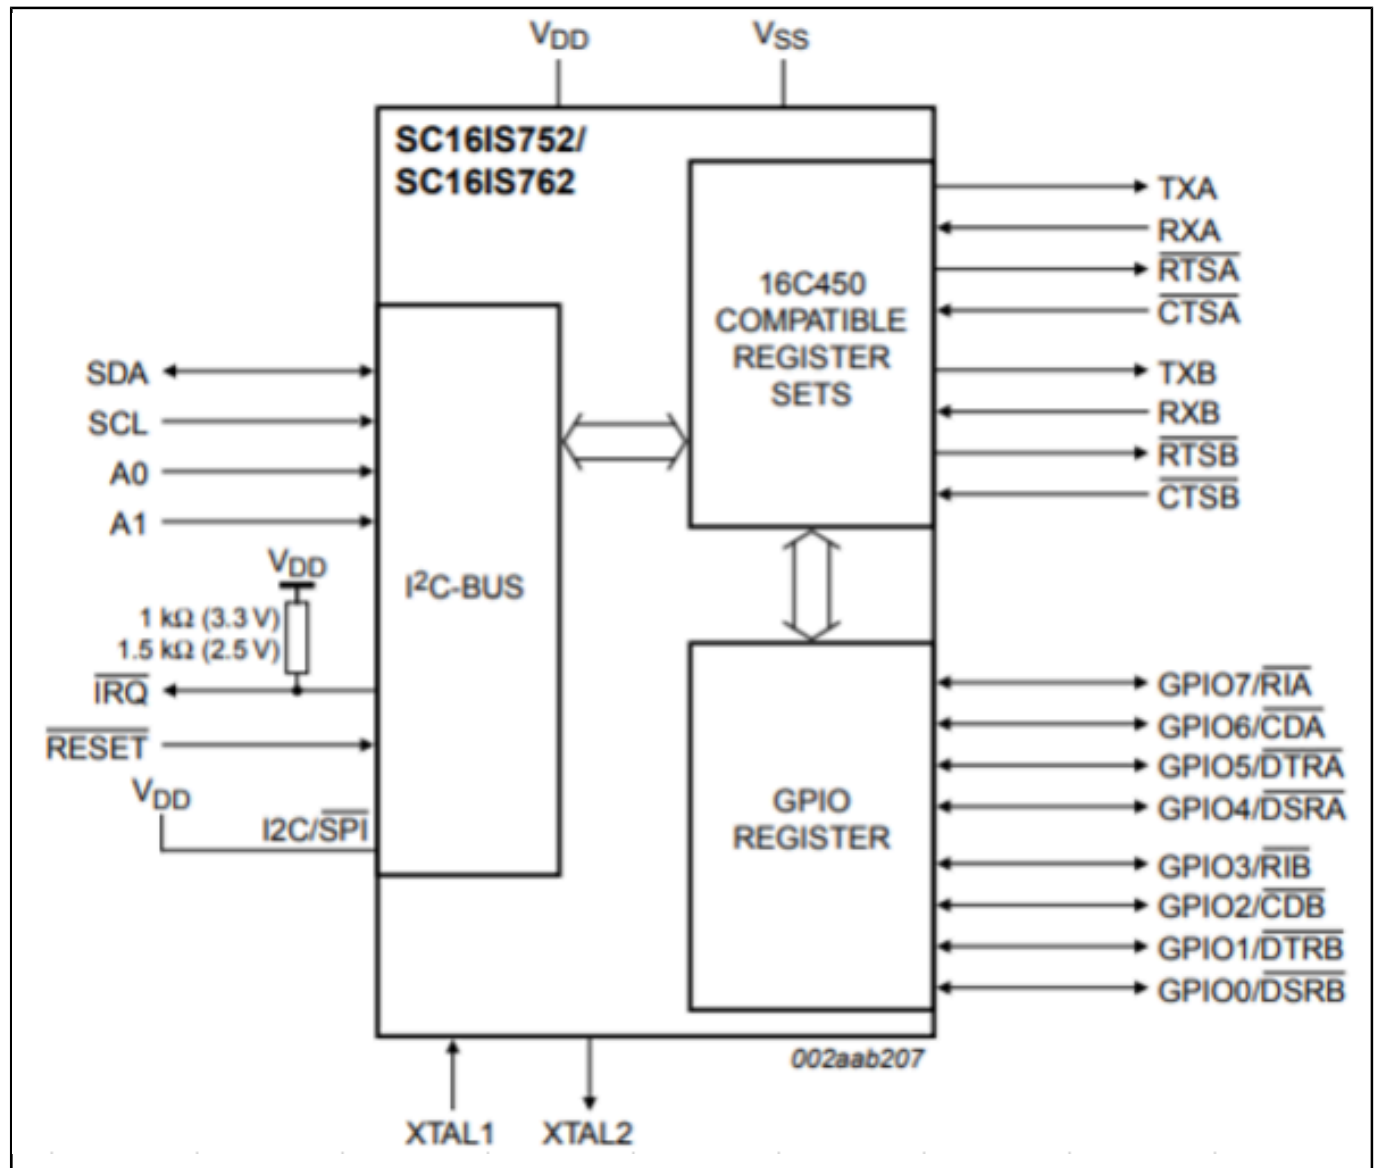 VDD
VSS
SC16IS752/
SC16IS762
16C450
COMPATIBLE
REGISTER
SETS
TXA
RXA
RTSA
CTSA
TXB
RXB
RTSB
CTSB
SDA
SCL
A0
A1
VDD
1 kΩ (3.3 V)
1.5 kΩ (2.5 V)
IRQ
RESET
VDD
I2C/SPI
I²C-BUS
GPIO
REGISTER
GPIO7/RIA
GPIO6/CDA
GPIO5/DTRA
GPIO4/DSRA
GPIO3/RIB
GPIO2/CDB
GPIO1/DTRB
GPIO0/DSRB
002aab207
XTAL1
XTAL2